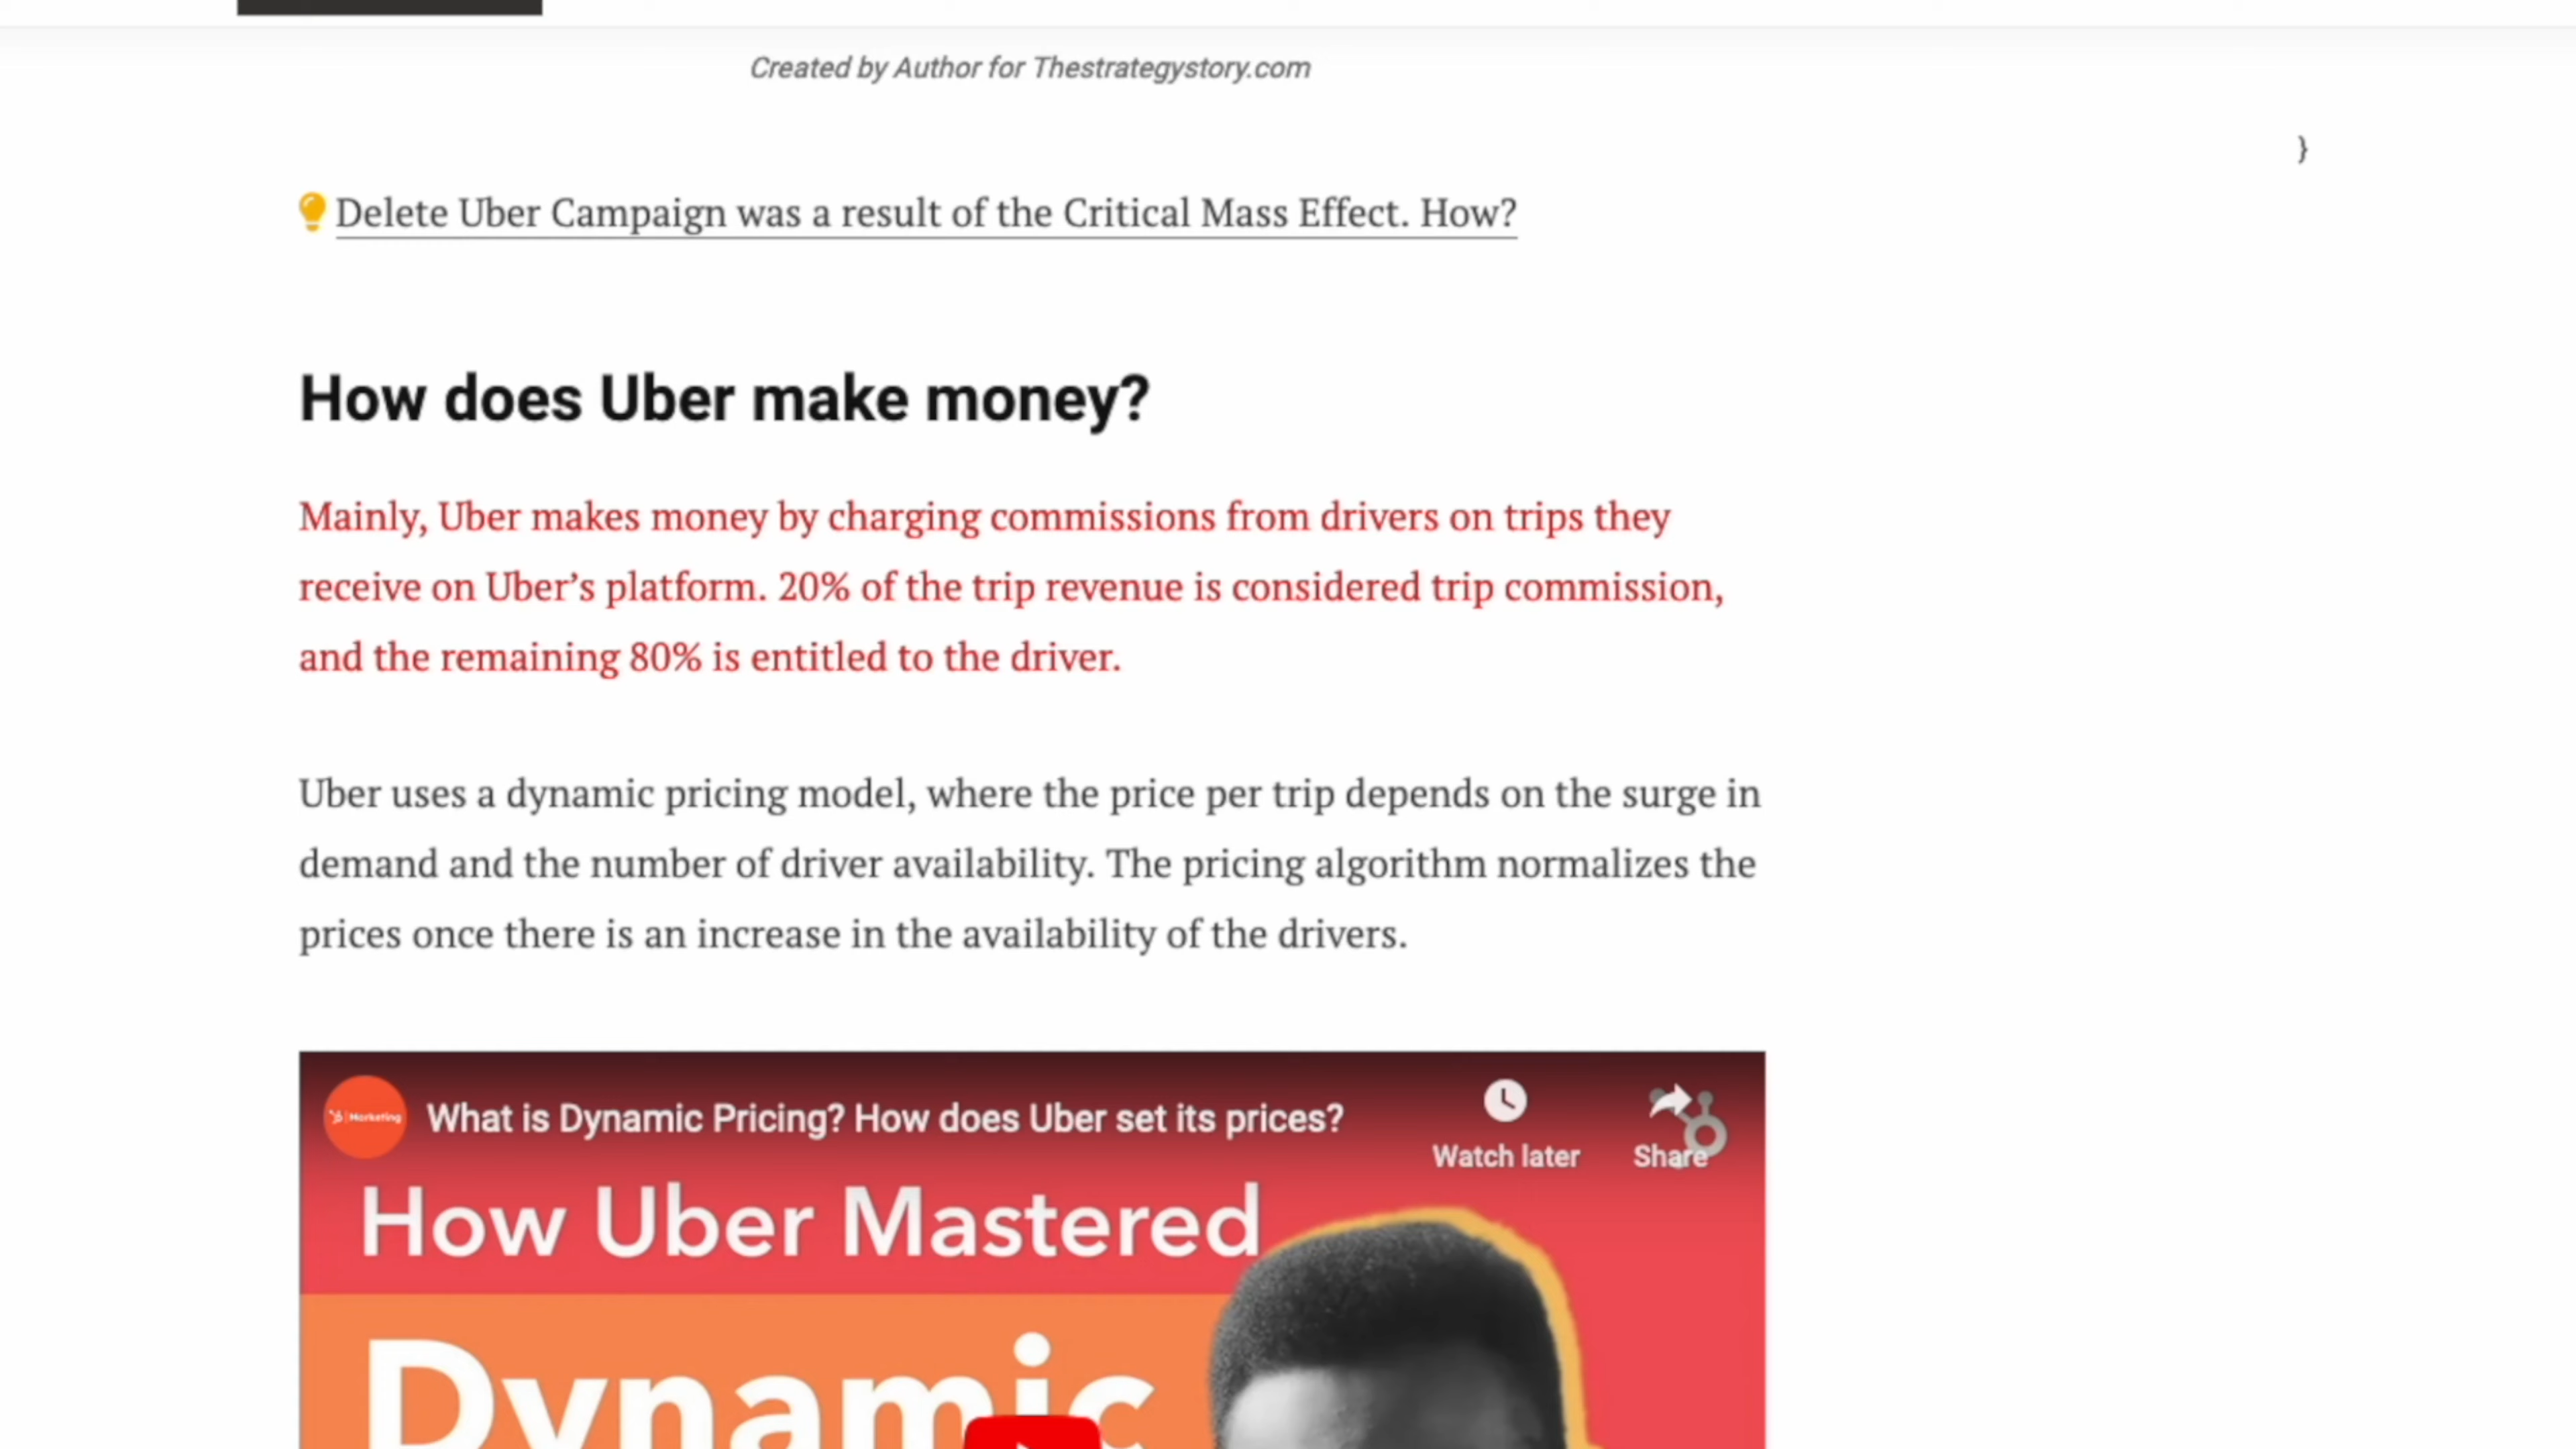 Created by Author for Thestrategystory.com
}
Delete Uber Campaign was a result of the Critical Mass Effect. How?
How does Uber make money?
Mainly, Uber makes money by charging commissions from drivers on trips they
receive on Uber’s platform. 20% of the trip revenue is considered trip commission,
and the remaining 80% is entitled to the driver.
Uber uses a dynamic pricing model, where the price per trip depends on the surge in
demand and the number of driver availability. The pricing algorithm normalizes the
prices once there is an increase in the availability of the drivers.
Marketing
What is Dynamic Pricing? How does Uber set its prices?
Watch later
Share
How Uber Mastered
Dynamic